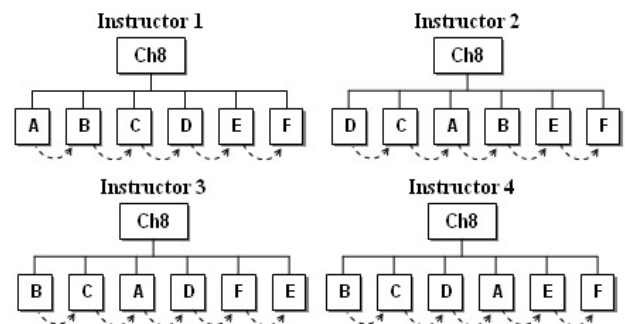 Instructor 1
Instructor 2
Ch8
Ch8
A B C D E F
D C A B E F
Instructor 3
Instructor 4
Ch8
Ch8
B C A D F E
B C D A E F